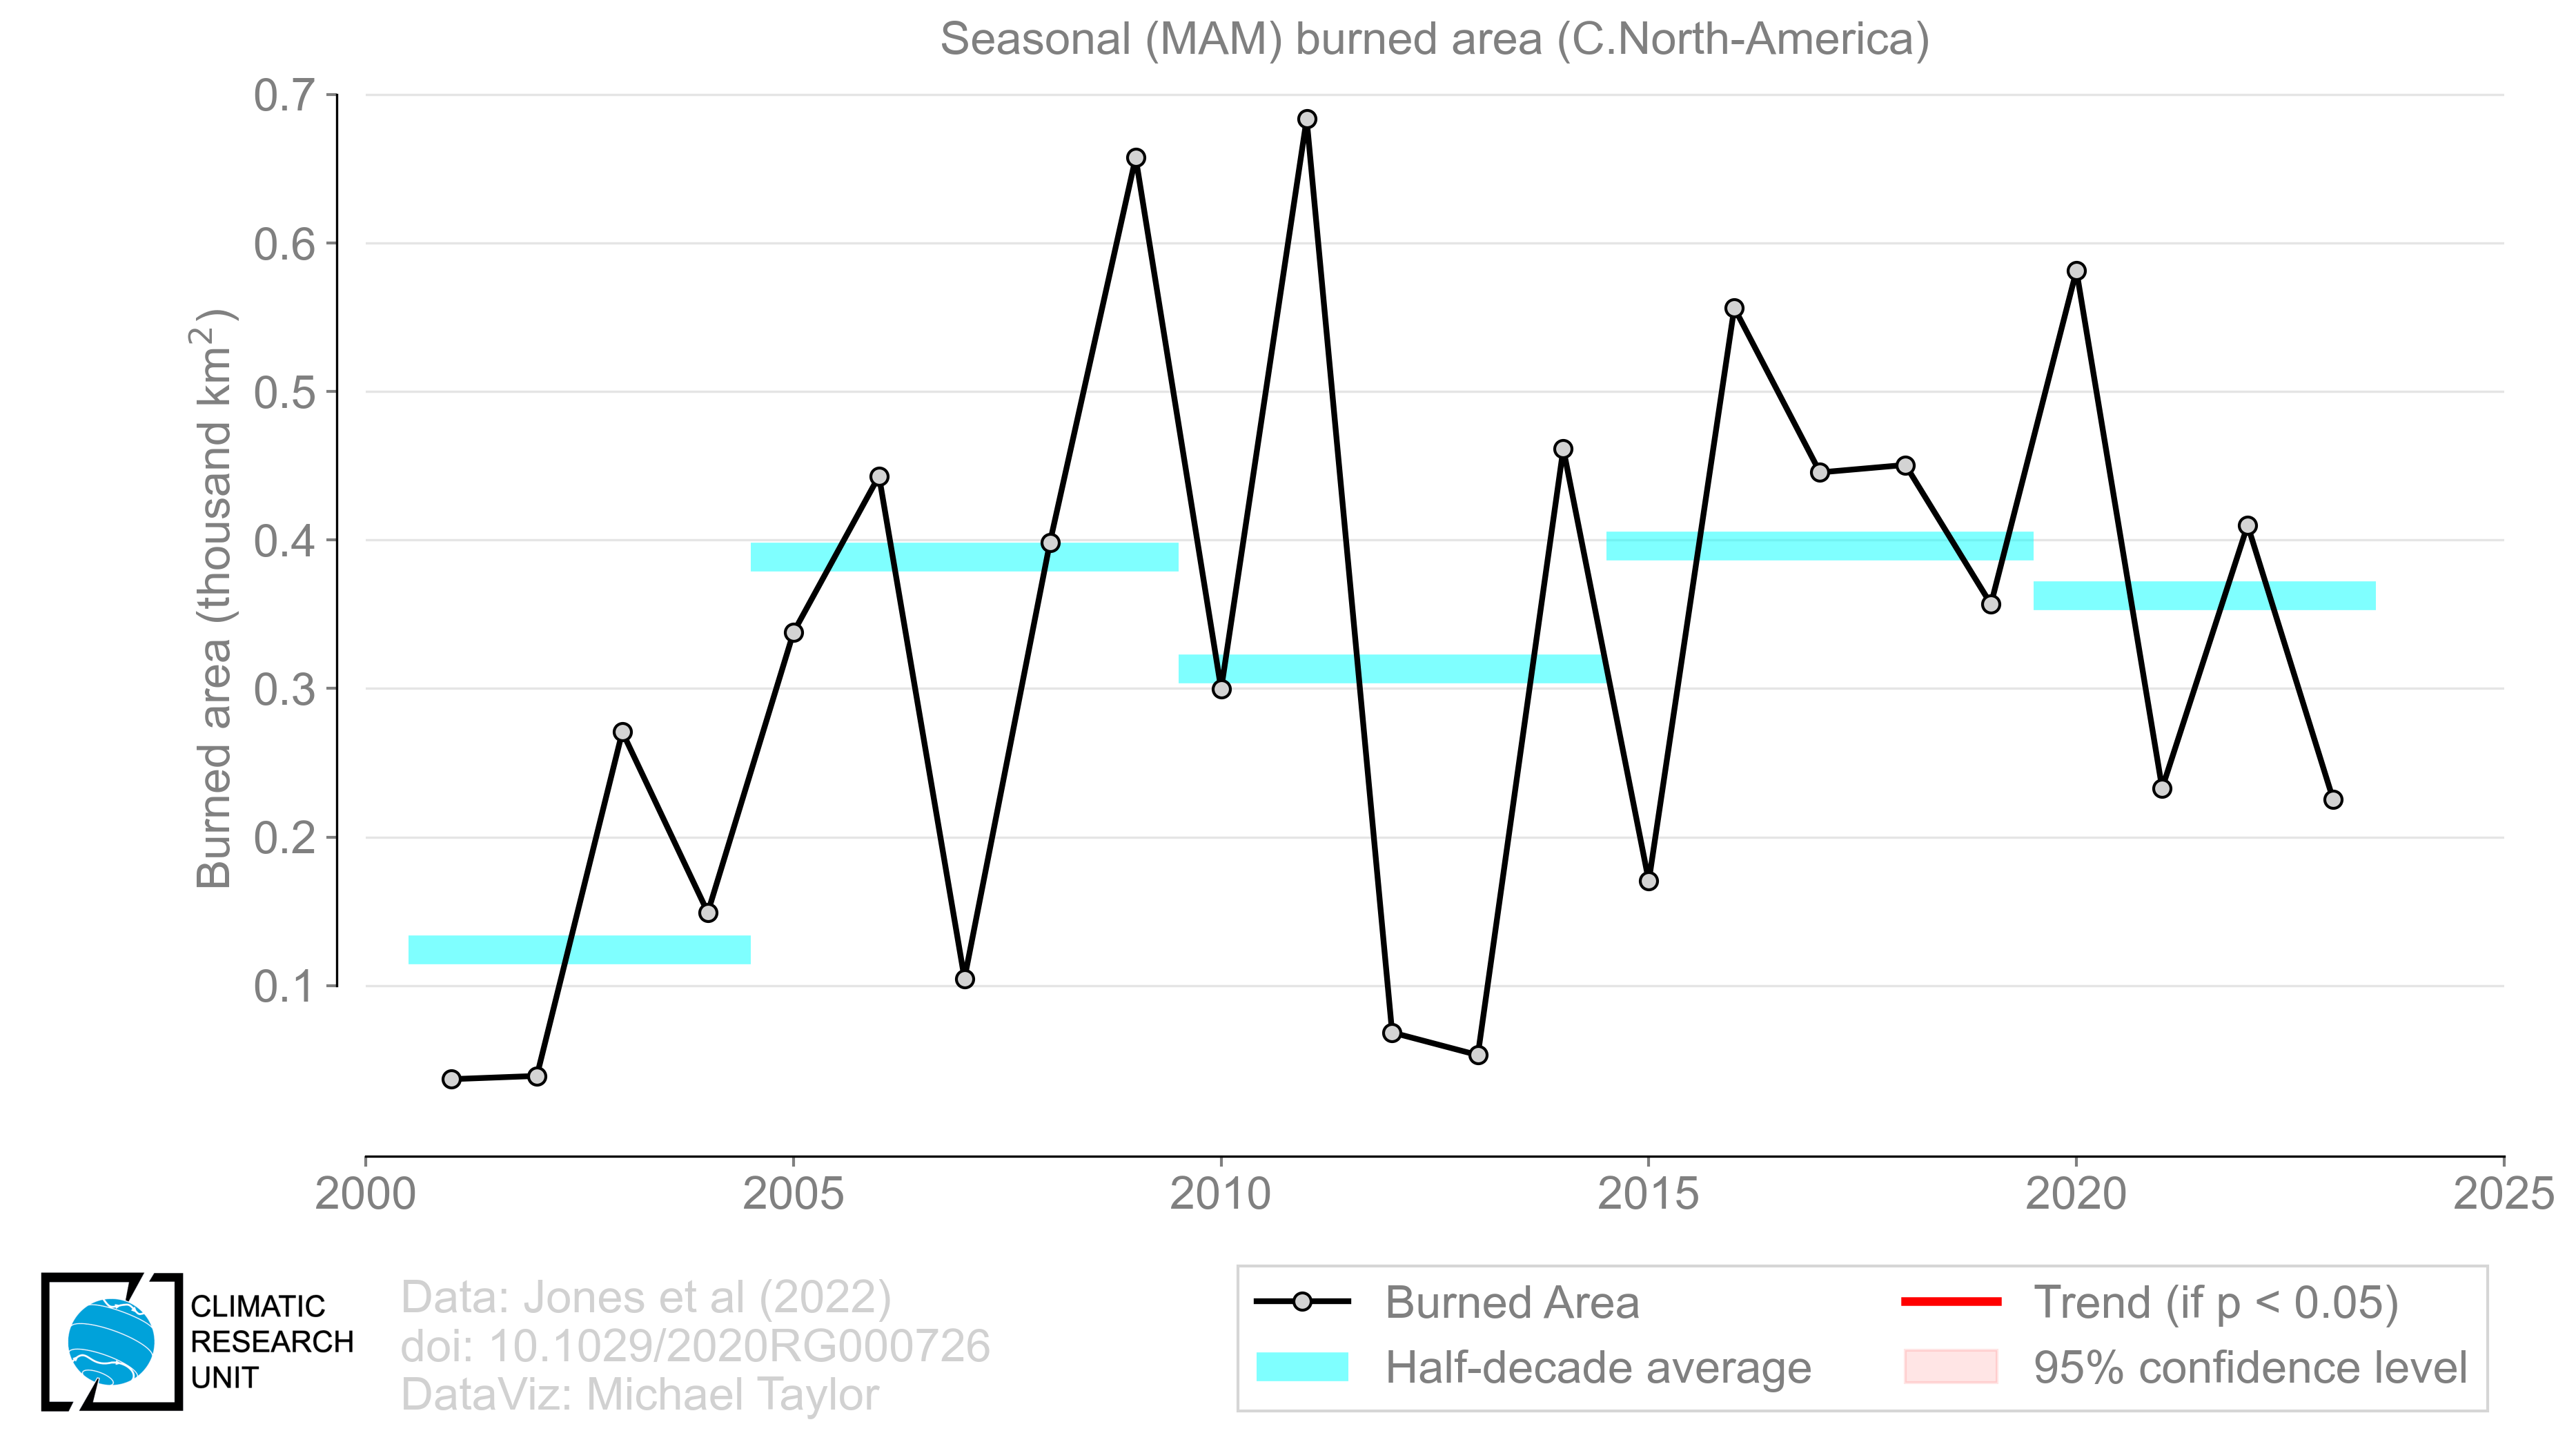 Seasonal (MAM) burned area (C.North-America)
Burned area (thousand km²)
0.7
0.6
0.5
0.4
0.3
0.2
0.1
2000 2005 2010 2015 2020 2025
CLIMATIC
RESEARCH
UNIT
Data: Jones et al (2022)
doi: 10.1029/2020RG000726
DataViz: Michael Taylor
Burned Area
Half-decade average
Trend (if p < 0.05)
95% confidence level